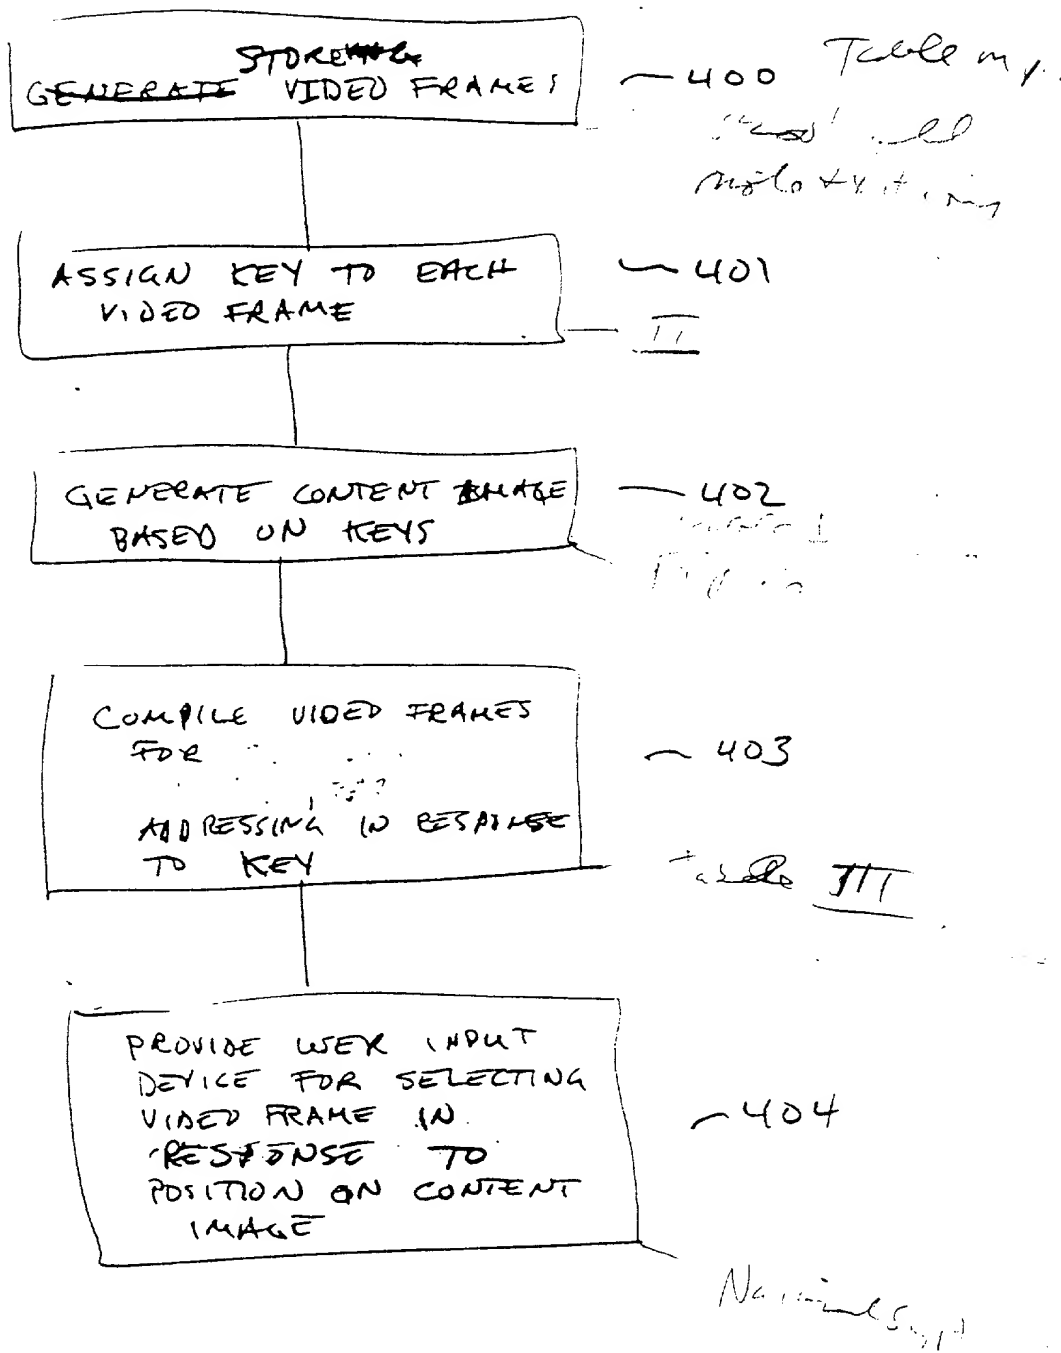 STORE
GENERATE VIDEO FRAMES
400
Table
ASSIGN KEY TO EACH
VIDEO FRAME
401
II
GENERATE CONTENT IMAGE
BASED ON KEYS
402
COMPILE VIDEO FRAMES
FOR
ADDRESSING IN RESPONSE
TO KEY
403
table III
PROVIDE USER INPUT
DEVICE FOR SELECTING
VIDEO FRAME IN
RESPONSE TO
POSITION ON CONTENT
IMAGE
404